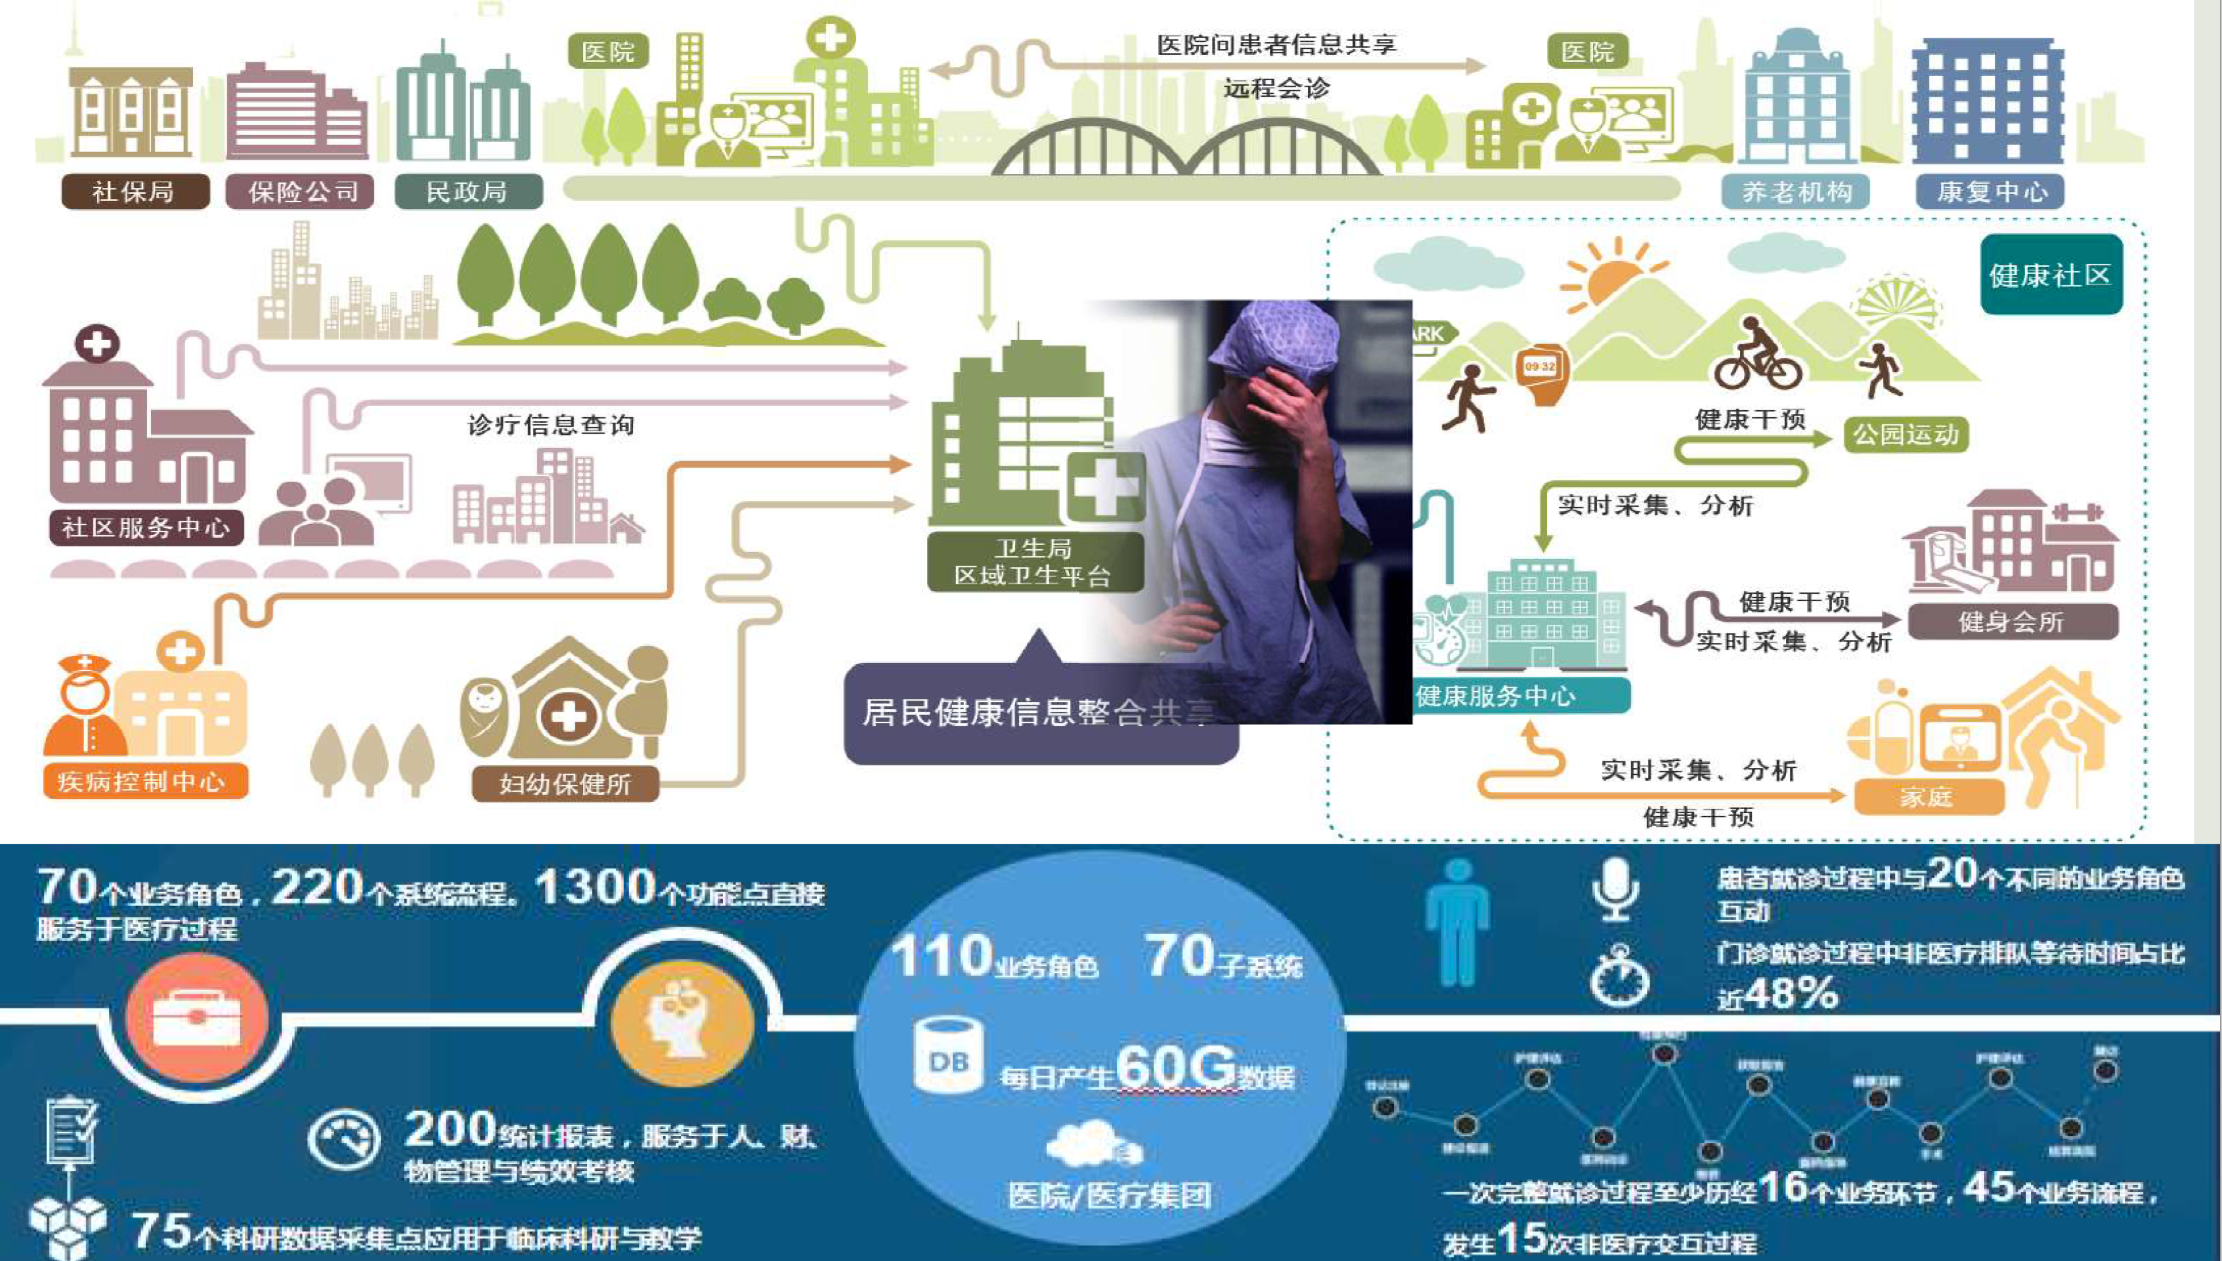 医院
医院间患者信息共享
远程会诊
医院
社保局
保险公司
民政局
养老机构
康复中心
健康社区
ARK
09 32
诊疗信息查询
健康干预
公园运动
实时采集、分析
社区服务中心
卫生局
区域卫生平台
健康干预
实时采集、分析
健身会所
居民健康信息整合共享
健康服务中心
疾病控制中心
妇幼保健所
实时采集、分析
健康干预
家庭
70个业务角色，220个系统流程。1300个功能点直接
服务于医疗过程
110业务角色 70子系统
DB
每日产生60G数据
医院/医疗集团
200统计报表，服务于人、财、
物管理与绩效考核
75个科研数据采集点应用于临床科研与教学
患者就诊过程中与20个不同的业务角色
互动
门诊就诊过程中非医疗排队等待时间占比
近48%
护理评估
护理评估
手术
一次完整就诊过程至少历经16个业务环节，45个业务流程，
发生15次非医疗交互过程